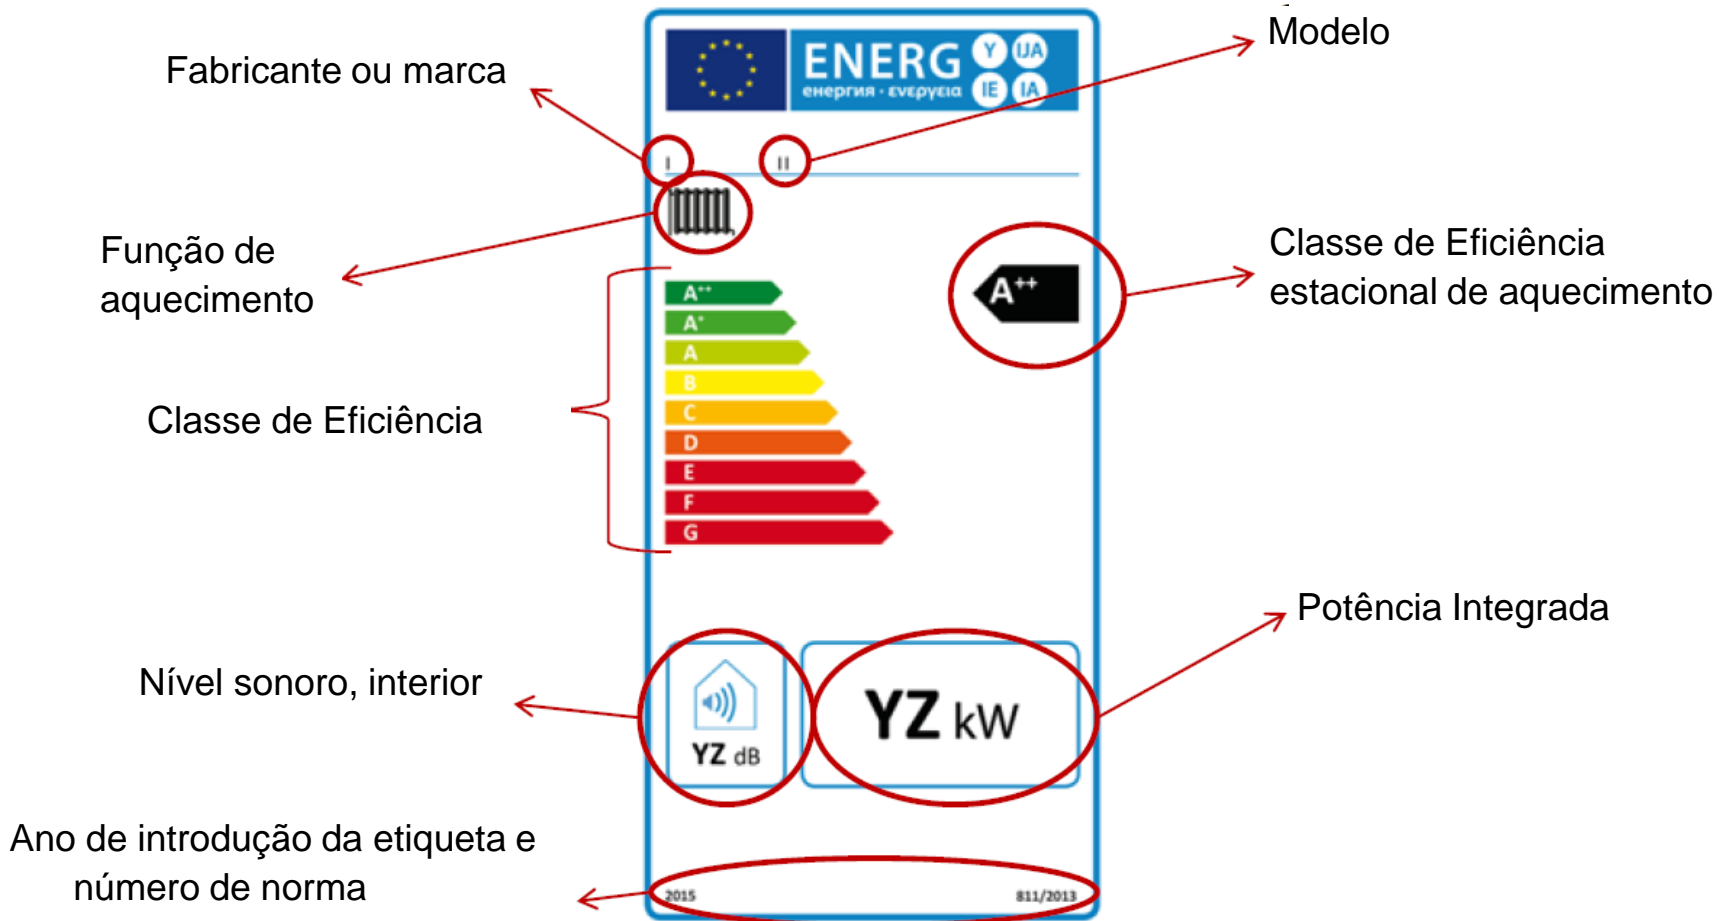 Modelo
Fabricante ou marca
ENERG Y IJA
енергия · ενεργεια IE IA
I II
Função de
aquecimento
Classe de Eficiência
estacional de aquecimento
A++
A++
A+
A
B
C
D
E
F
G
Classe de Eficiência
Potência Integrada
Nível sonoro, interior
YZ dB
YZ kW
Ano de introdução da etiqueta e
número de norma
2015 811/2013